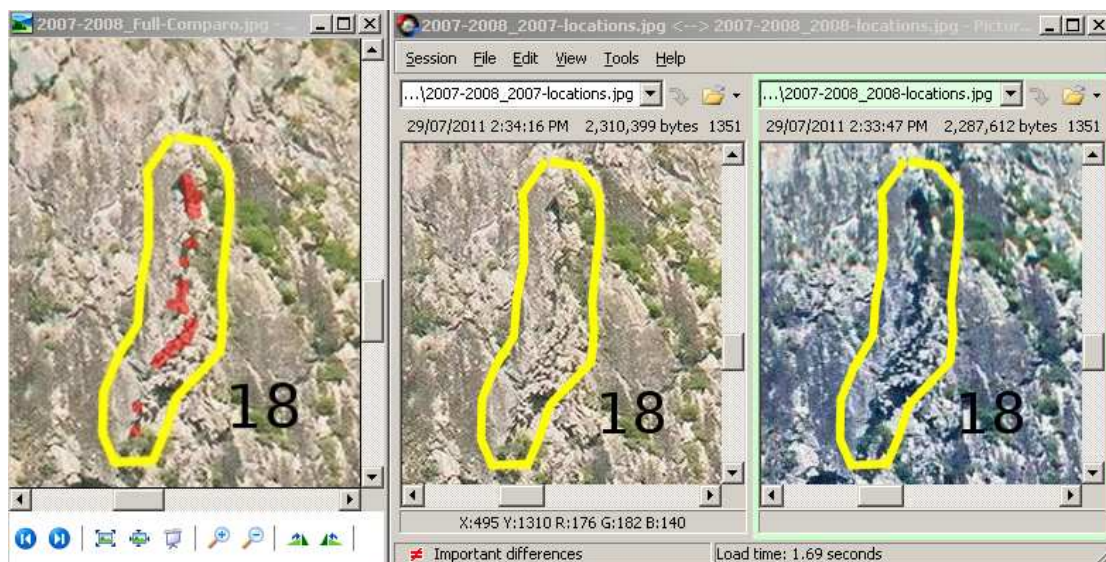 2007-2008_Full-Comparo.jpg - ...
18
2007-2008_2007-locations.jpg <--> 2007-2008_2008-locations.jpg - Pictur...
Session File Edit View Tools Help
...\2007-2008_2007-locations.jpg
...\2007-2008_2008-locations.jpg
29/07/2011 2:34:16 PM 2,310,399 bytes 1351
29/07/2011 2:33:47 PM 2,287,612 bytes 1351
18
18
X:495 Y:1310 R:176 G:182 B:140
≠ Important differences
Load time: 1.69 seconds